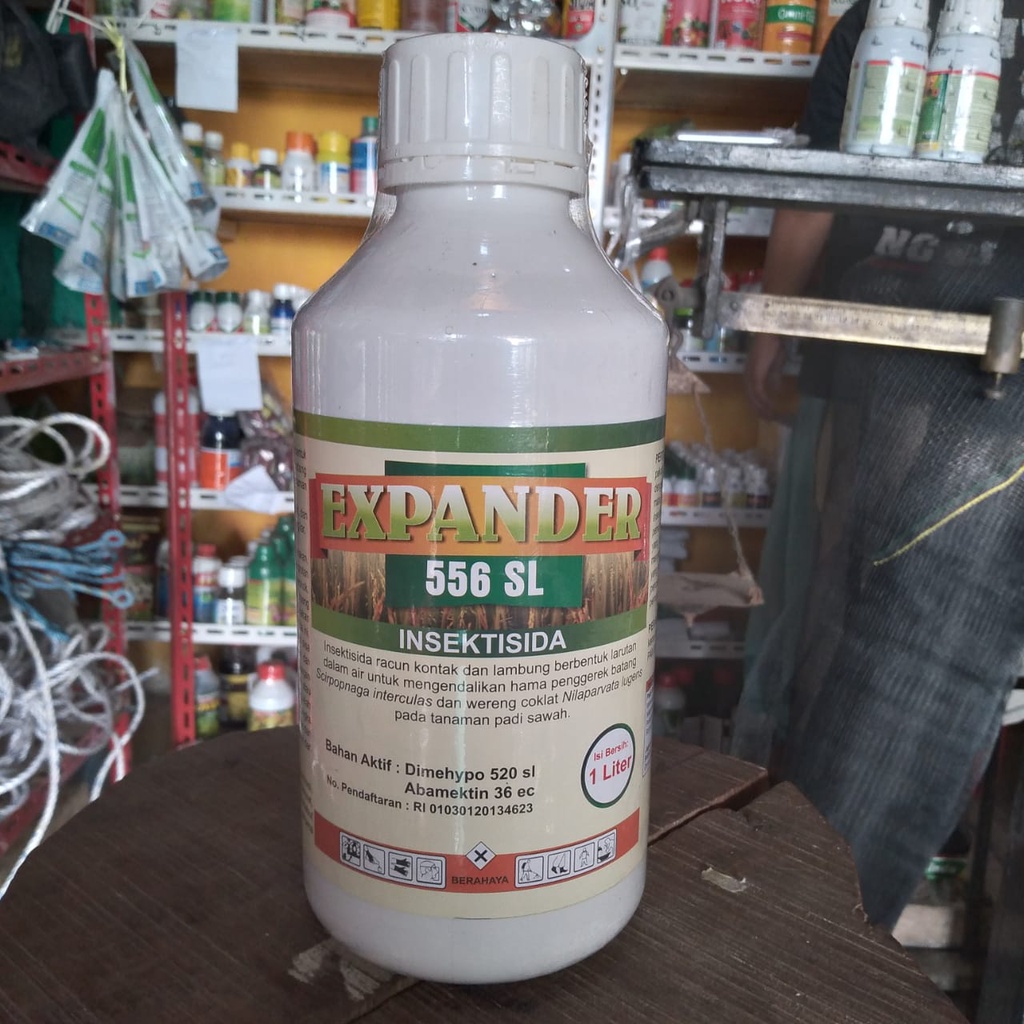 EXPANDER
556 SL
INSEKTISIDA
Insektisida racun kontak dan lambung berbentuk larutan
dalam air untuk mengendalikan hama penggerek batang
Scirpopnaga interculas dan wereng coklat Nilaparvata lugens
pada tanaman padi sawah.
Bahan Aktif : Dimehypo 520 sl
Abamektin 36 ec
No. Pendaftaran : RI 01030120134623
Isi Bersih:
1 Liter
BERAHAYA
NG